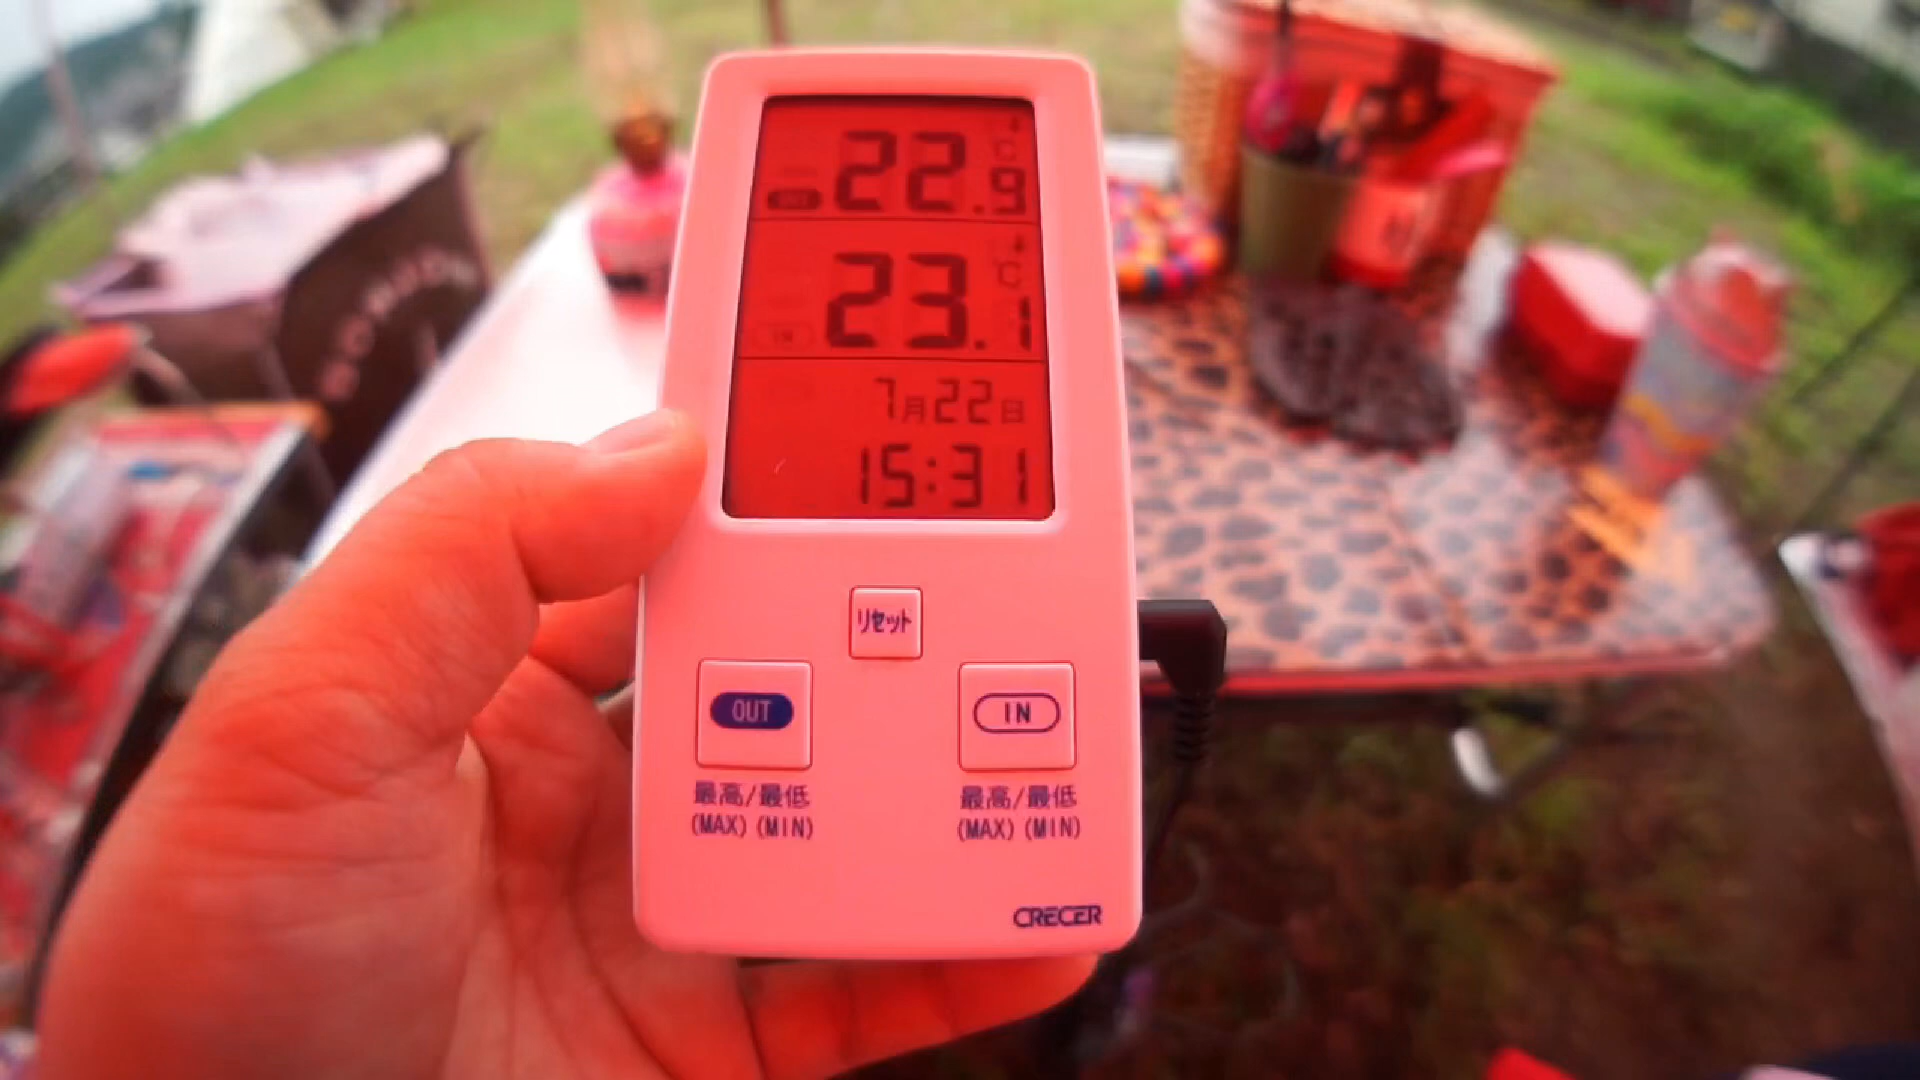 22.9 ℃
23.1 ℃
IN
7月22日
15:31
リセット
OUT
IN
最高/最低
(MAX) (MIN)
最高/最低
(MAX) (MIN)
CRECER